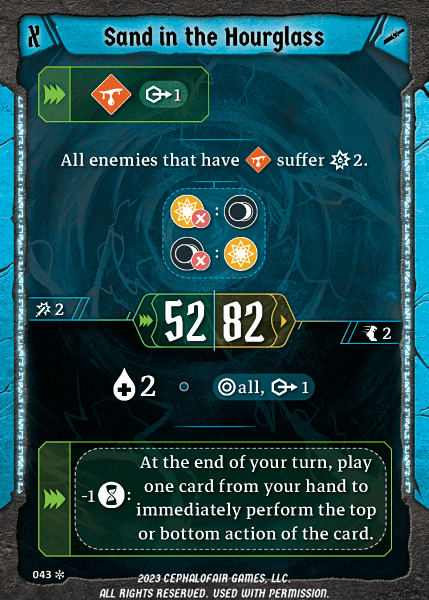 Sand in the Hourglass
1
All enemies that have suffer 2.
:
:
2
52 82
2
2 all, 1
-1 : At the end of your turn, play
one card from your hand to
immediately perform the top
or bottom action of the card.
043
2023 CEPHALOFAIR GAMES, LLC.
ALL RIGHTS RESERVED. USED WITH PERMISSION.